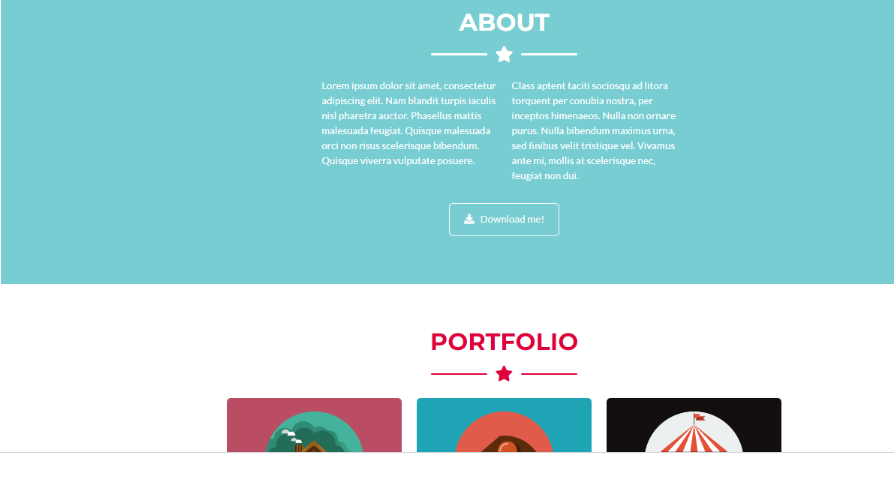 ABOUT
Lorem ipsum dolor sit amet, consectetur
adipiscing elit. Nam blandit turpis iaculis
nisl pharetra auctor. Phasellus mattis
malesuada feugiat. Quisque malesuada
orci non risus scelerisque bibendum.
Quisque viverra vulputate posuere.
Class aptent taciti sociosqu ad litora
torquent per conubia nostra, per
inceptos himenaeos. Nulla non ornare
purus. Nulla bibendum maximus urna,
sed finibus velit tristique vel. Vivamus
ante mi, mollis at scelerisque nec,
feugiat non dui.
Download me!
PORTFOLIO